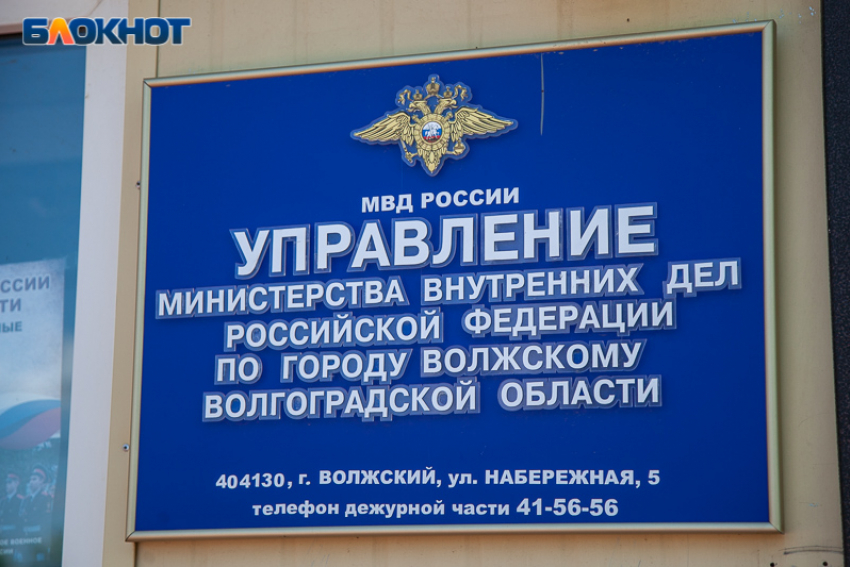 БЛОКНОТ
МВД РОССИИ
УПРАВЛЕНИЕ
МИНИСТЕРСТВА ВНУТРЕННИХ ДЕЛ
РОССИЙСКОЙ ФЕДЕРАЦИИ
ПО ГОРОДУ ВОЛЖСКОМУ
ВОЛГОГРАДСКОЙ ОБЛАСТИ
404130, г. ВОЛЖСКИЙ, ул. НАБЕРЕЖНАЯ, 5
телефон дежурной части 41-56-56